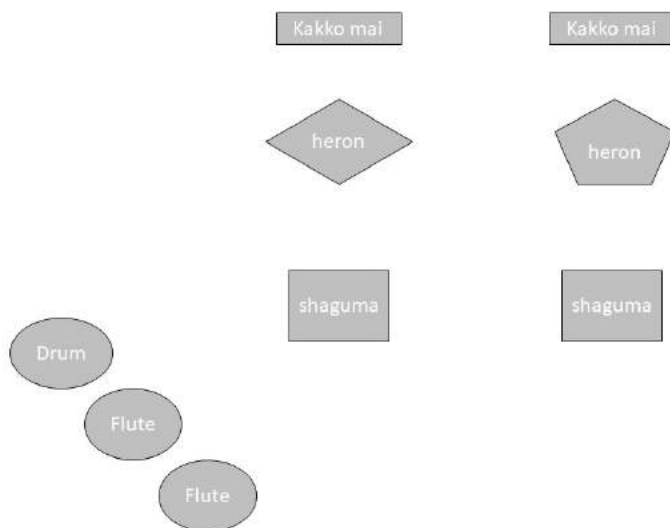 Kakko mai
Kakko mai
heron
heron
shaguma
shaguma
Drum
Flute
Flute